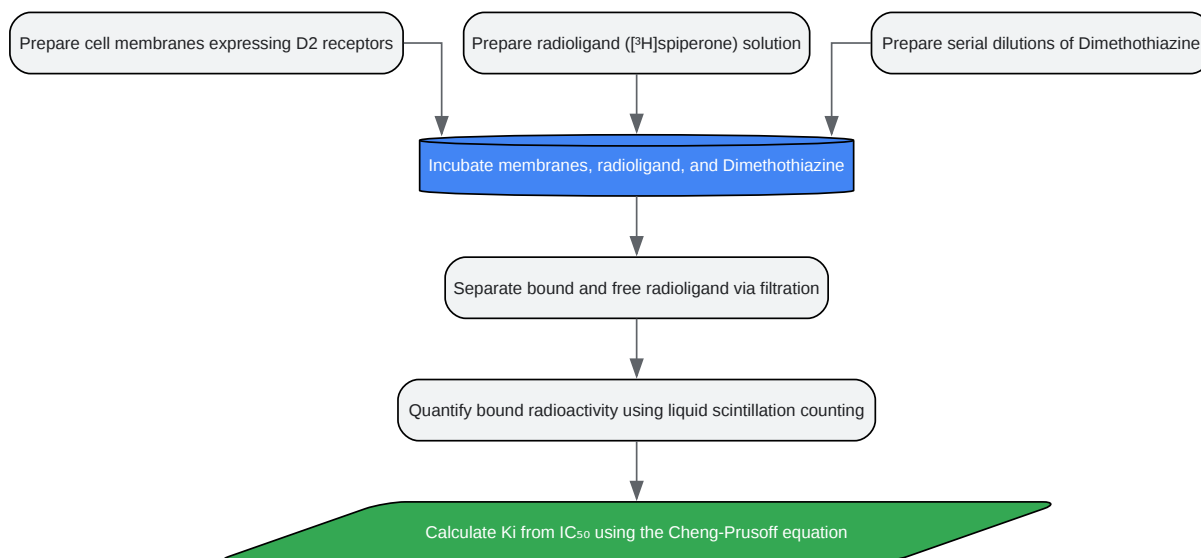 Prepare cell membranes expressing D2 receptors
Prepare radioligand ([³H]spiperone) solution
Prepare serial dilutions of Dimethothiazine
Incubate membranes, radioligand, and Dimethothiazine
Separate bound and free radioligand via filtration
Quantify bound radioactivity using liquid scintillation counting
Calculate Ki from IC₅₀ using the Cheng-Prusoff equation